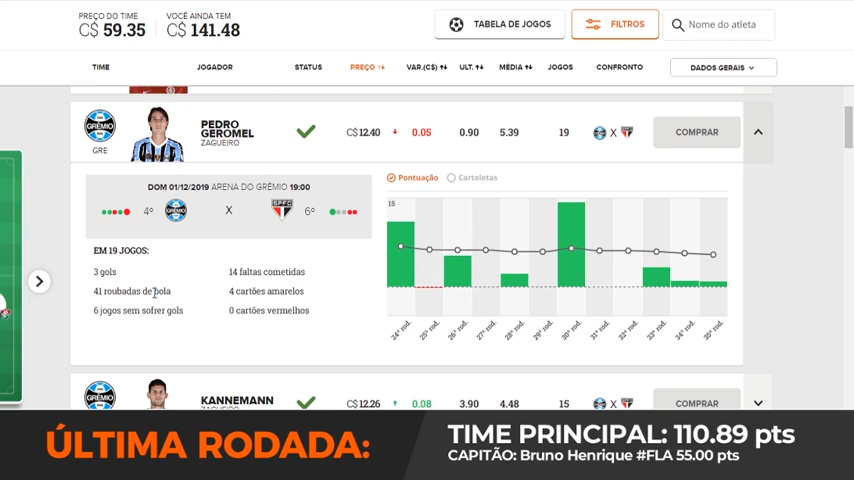 PREÇO DO TIME
C$ 59.35
VOCÊ AINDA TEM
C$ 141.48
TABELA DE JOGOS
FILTROS
Nome do atleta
TIME JOGADOR STATUS PREÇO VAR.(C$) ULT. MÉDIA JOGOS CONFRONTO DADOS GERAIS
GRÊMIO
GRE
PEDRO
GEROMEL
ZAGUEIRO
C$ 12.40 0.05 0.90 5.39 19 X COMPRAR
DOM 01/12/2019 ARENA DO GRÊMIO 19:00
4º GRÊMIO X SPFC 6º
EM 19 JOGOS:
3 gols 14 faltas cometidas
41 roubadas de bola 4 cartões amarelos
6 jogos sem sofrer gols 0 cartões vermelhos
Pontuação Cartoletas
15
24ª rod. 25ª rod. 26ª rod. 27ª rod. 28ª rod. 29ª rod. 30ª rod. 31ª rod. 32ª rod. 33ª rod. 34ª rod. 35ª rod.
GRÊMIO
KANNEMANN
ZAGUEIRO
C$ 12.26 0.08 3.90 4.48 15 X COMPRAR
ÚLTIMA RODADA:
TIME PRINCIPAL: 110.89 pts
CAPITÃO: Bruno Henrique #FLA 55.00 pts